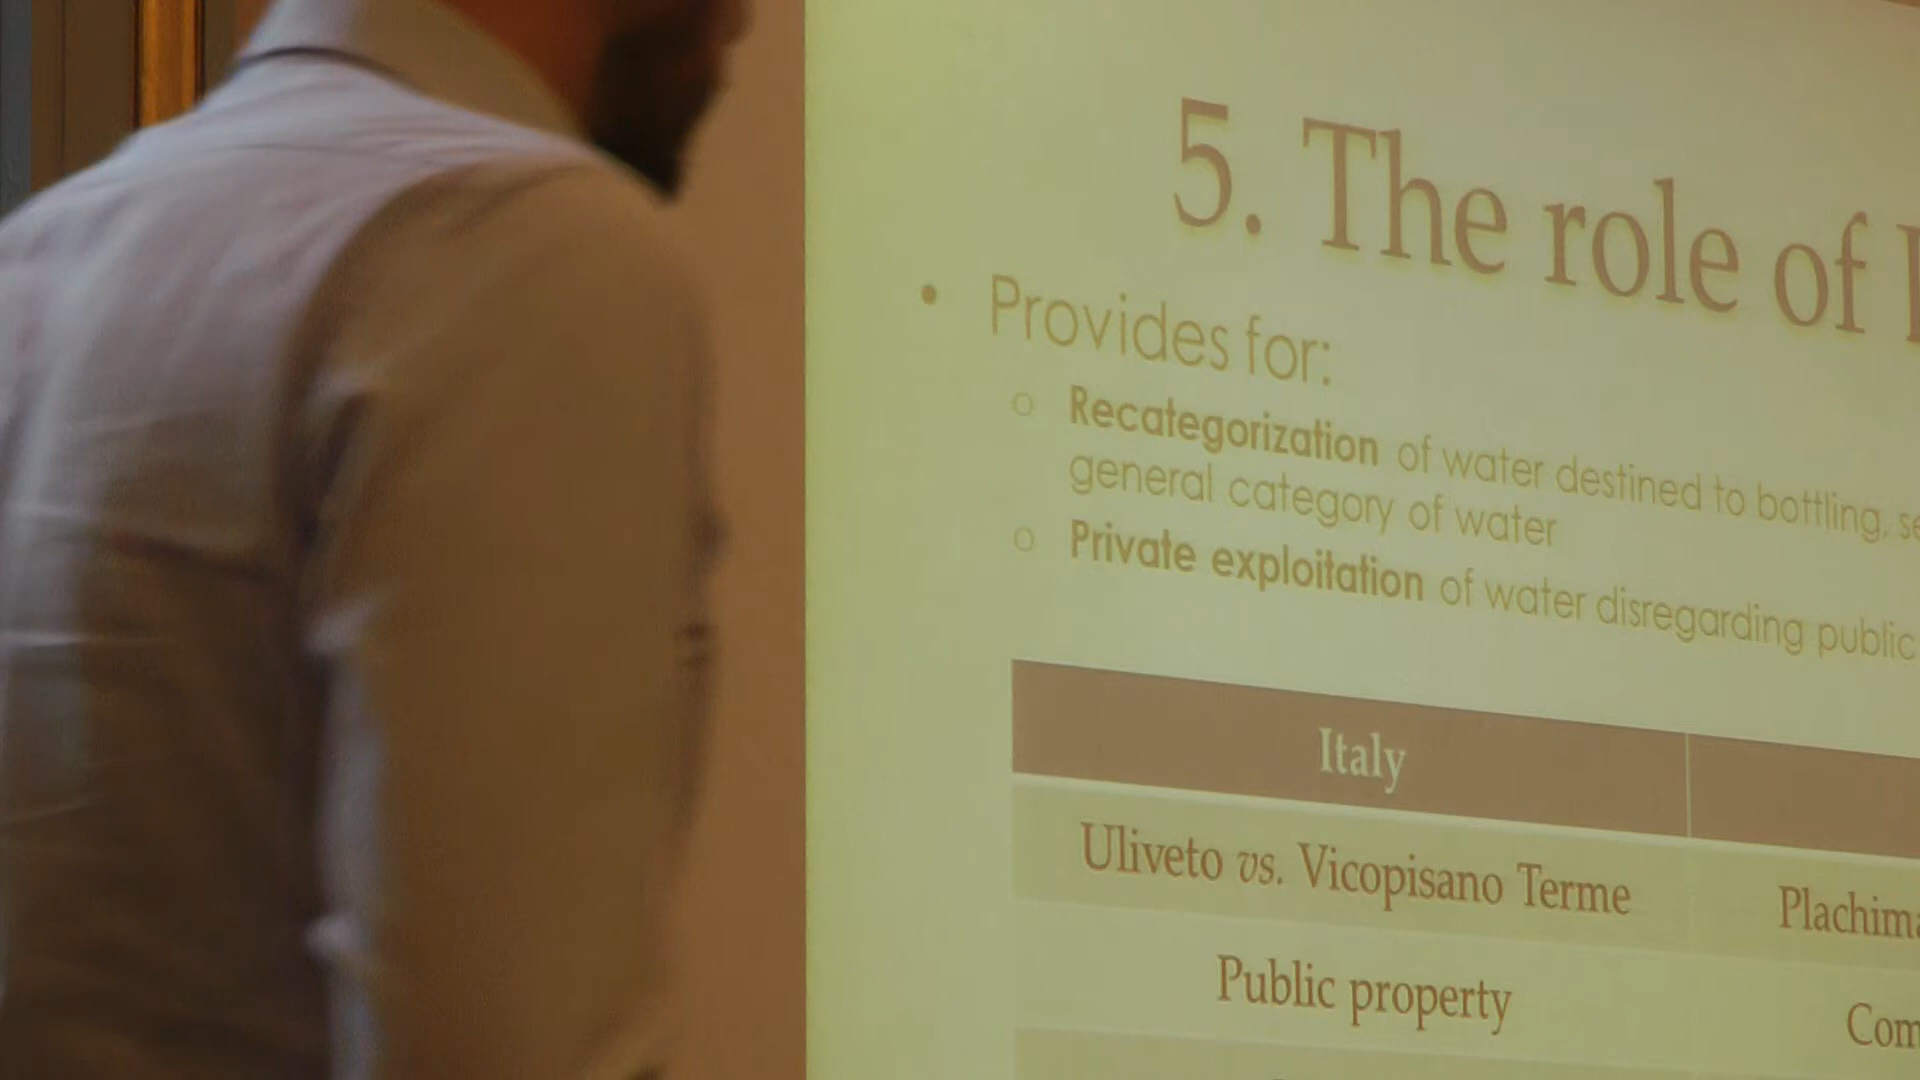 5. The role of
• Provides for:
o Recategorization of water destined to bottling,
general category of water
o Private exploitation of water disregarding public
Italy
Uliveto vs. Vicopisano Terme
Public property